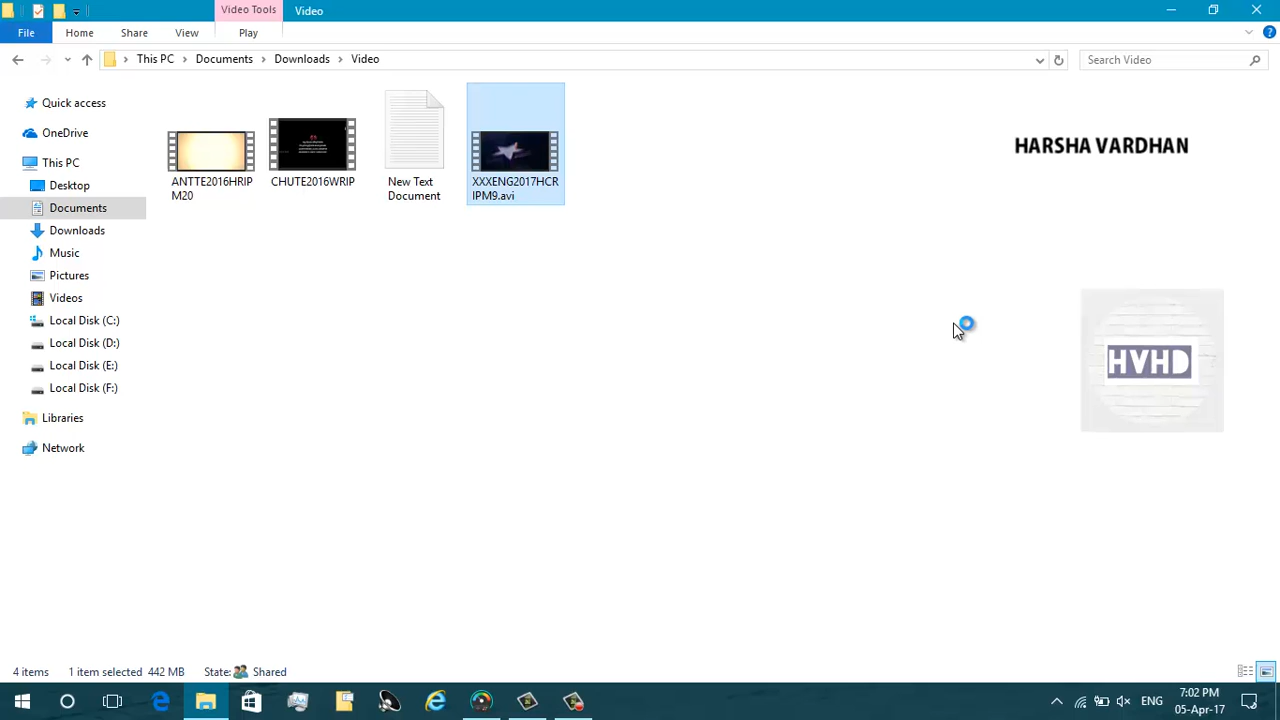 Video Tools
Video
File
Home
Share
View
Play
This PC
Documents
Downloads
Video
Search Video
Quick access
OneDrive
This PC
Desktop
Documents
Downloads
Music
Pictures
Videos
Local Disk (C:)
Local Disk (D:)
Local Disk (E:)
Local Disk (F:)
Libraries
Network
ANTTE2016HRIP
M20
CHUTE2016WRIP
New Text
Document
XXXENG2017HCR
IPM9.avi
HARSHA VARDHAN
HVHD
4 items
1 item selected 442 MB
State: Shared
ENG
7:02 PM
05-Apr-17